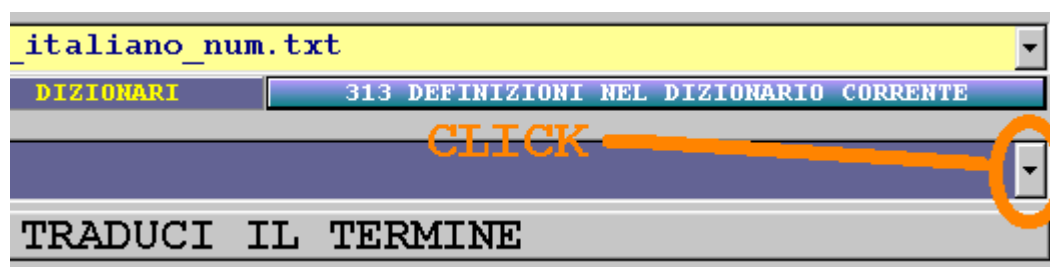 _italiano_num.txt
DIZIONARI 313 DEFINIZIONI NEL DIZIONARIO CORRENTE
CLICK
TRADUCI IL TERMINE